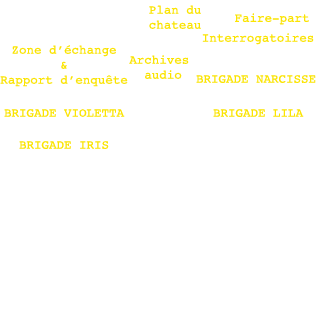 Plan du
chateau
Faire-part
Interrogatoires
Zone d'échange
&
Rapport d'enquête
Archives
audio
BRIGADE NARCISSE
BRIGADE VIOLETTA
BRIGADE LILA
BRIGADE IRIS